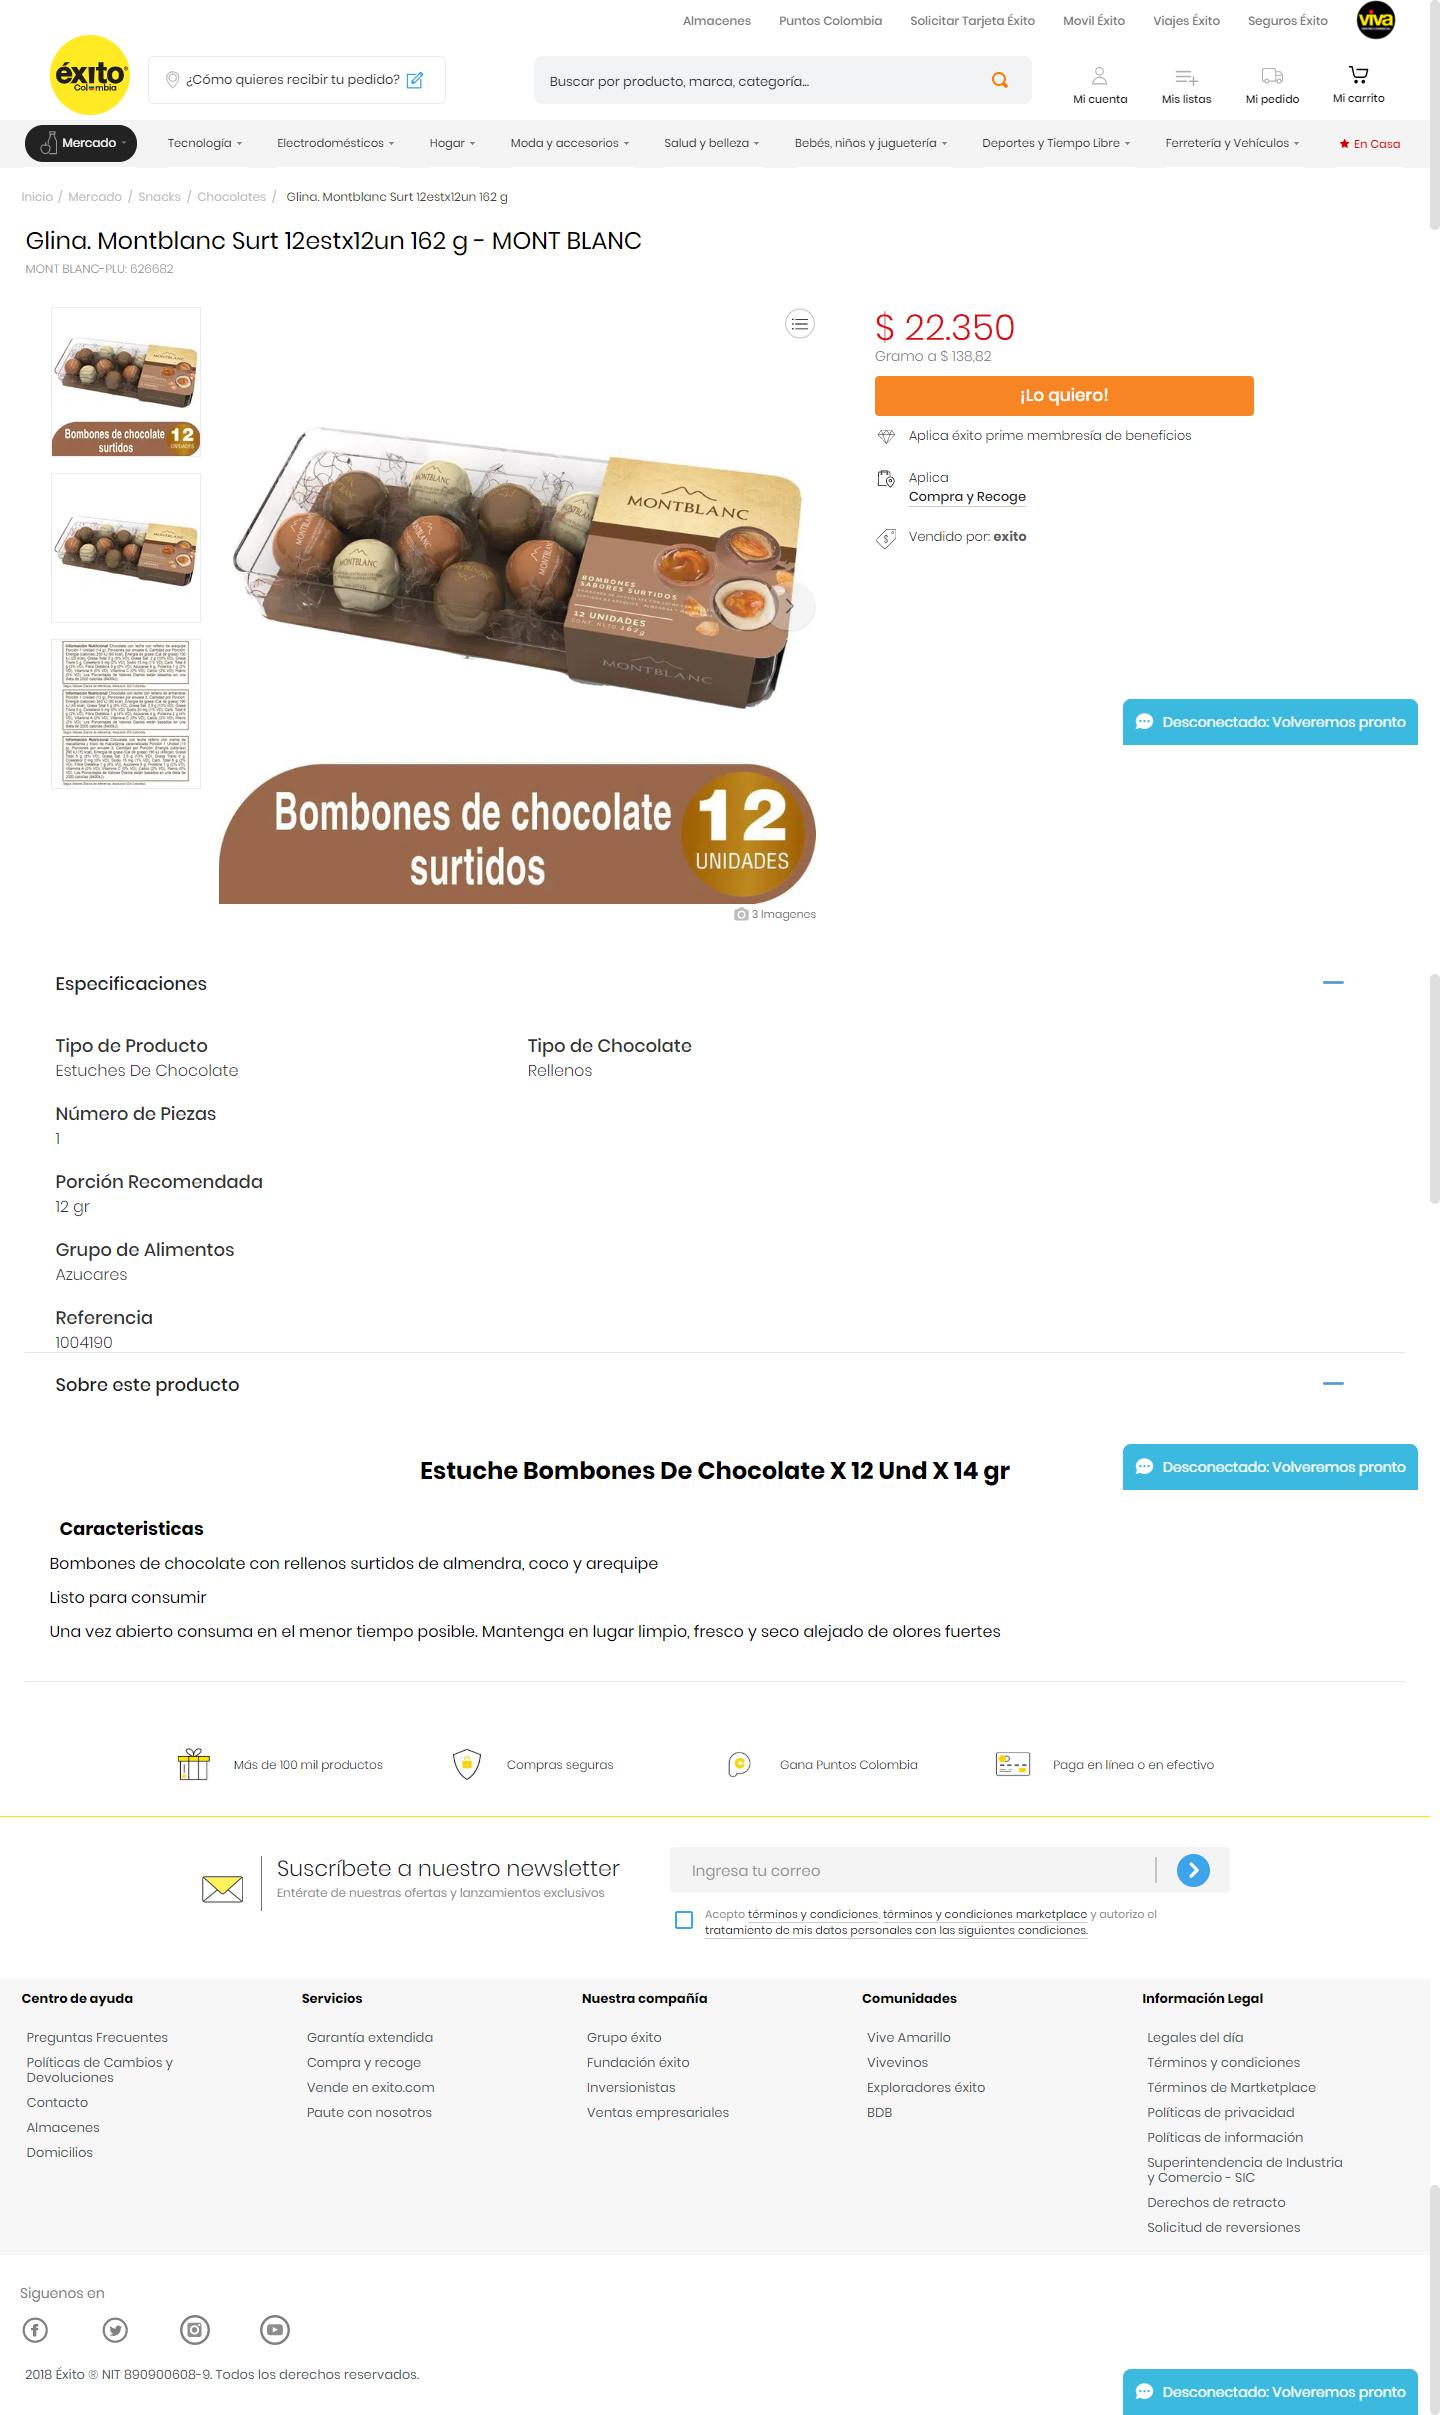 Almacenes Puntos Colombia Solicitar Tarjeta Éxito Movil Éxito Viajes Éxito Seguros Éxito viva
éxito
Colombia
¿Cómo quieres recibir tu pedido?
Buscar por producto, marca, categoría...
Mi cuenta Mis listas Mi pedido Mi carrito
Mercado Tecnología Electrodomésticos Hogar Moda y accesorios Salud y belleza Bebés, niños y juguetería Deportes y Tiempo Libre Ferretería y Vehículos En Casa
Inicio / Mercado / Snacks / Chocolates / Glina. Montblanc Surt 12estx12un 162 g
Glina. Montblanc Surt 12estx12un 162 g - MONT BLANC
MONT BLANC-PLU: 626682
Bombones de chocolate
surtidos
12
UNIDADES
MONTBLANC
MONTBLANC
MONTBLANC
BOMBONES
SABORES SURTIDOS
12 UNIDADES
CONT. NETO 162g
MONTBLANC
Bombones de chocolate
surtidos
12
UNIDADES
3 Imagenes
$ 22.350
Gramo a $ 138,82
¡Lo quiero!
Aplica éxito prime membresía de beneficios
Aplica
Compra y Recoge
Vendido por: exito
Desconectado: Volveremos pronto
Especificaciones
Tipo de Producto
Estuches De Chocolate
Tipo de Chocolate
Rellenos
Número de Piezas
1
Porción Recomendada
12 gr
Grupo de Alimentos
Azucares
Referencia
1004190
Sobre este producto
Estuche Bombones De Chocolate X 12 Und X 14 gr
Desconectado: Volveremos pronto
Caracteristicas
Bombones de chocolate con rellenos surtidos de almendra, coco y arequipe
Listo para consumir
Una vez abierto consuma en el menor tiempo posible. Mantenga en lugar limpio, fresco y seco alejado de olores fuertes
Más de 100 mil productos Compras seguras Gana Puntos Colombia Paga en línea o en efectivo
Suscríbete a nuestro newsletter
Entérate de nuestras ofertas y lanzamientos exclusivos
Ingresa tu correo
Acepto términos y condiciones, términos y condiciones marketplace y autorizo el
tratamiento de mis datos personales con las siguientes condiciones.
Centro de ayuda
Preguntas Frecuentes
Políticas de Cambios y
Devoluciones
Contacto
Almacenes
Domicilios
Servicios
Garantía extendida
Compra y recoge
Vende en exito.com
Paute con nosotros
Nuestra compañía
Grupo éxito
Fundación éxito
Inversionistas
Ventas empresariales
Comunidades
Vive Amarillo
Vivevinos
Exploradores éxito
BDB
Información Legal
Legales del día
Términos y condiciones
Términos de Martketplace
Políticas de privacidad
Políticas de información
Superintendencia de Industria
y Comercio - SIC
Derechos de retracto
Solicitud de reversiones
Siguenos en
2018 Éxito ® NIT 890900608-9. Todos los derechos reservados.
Desconectado: Volveremos pronto